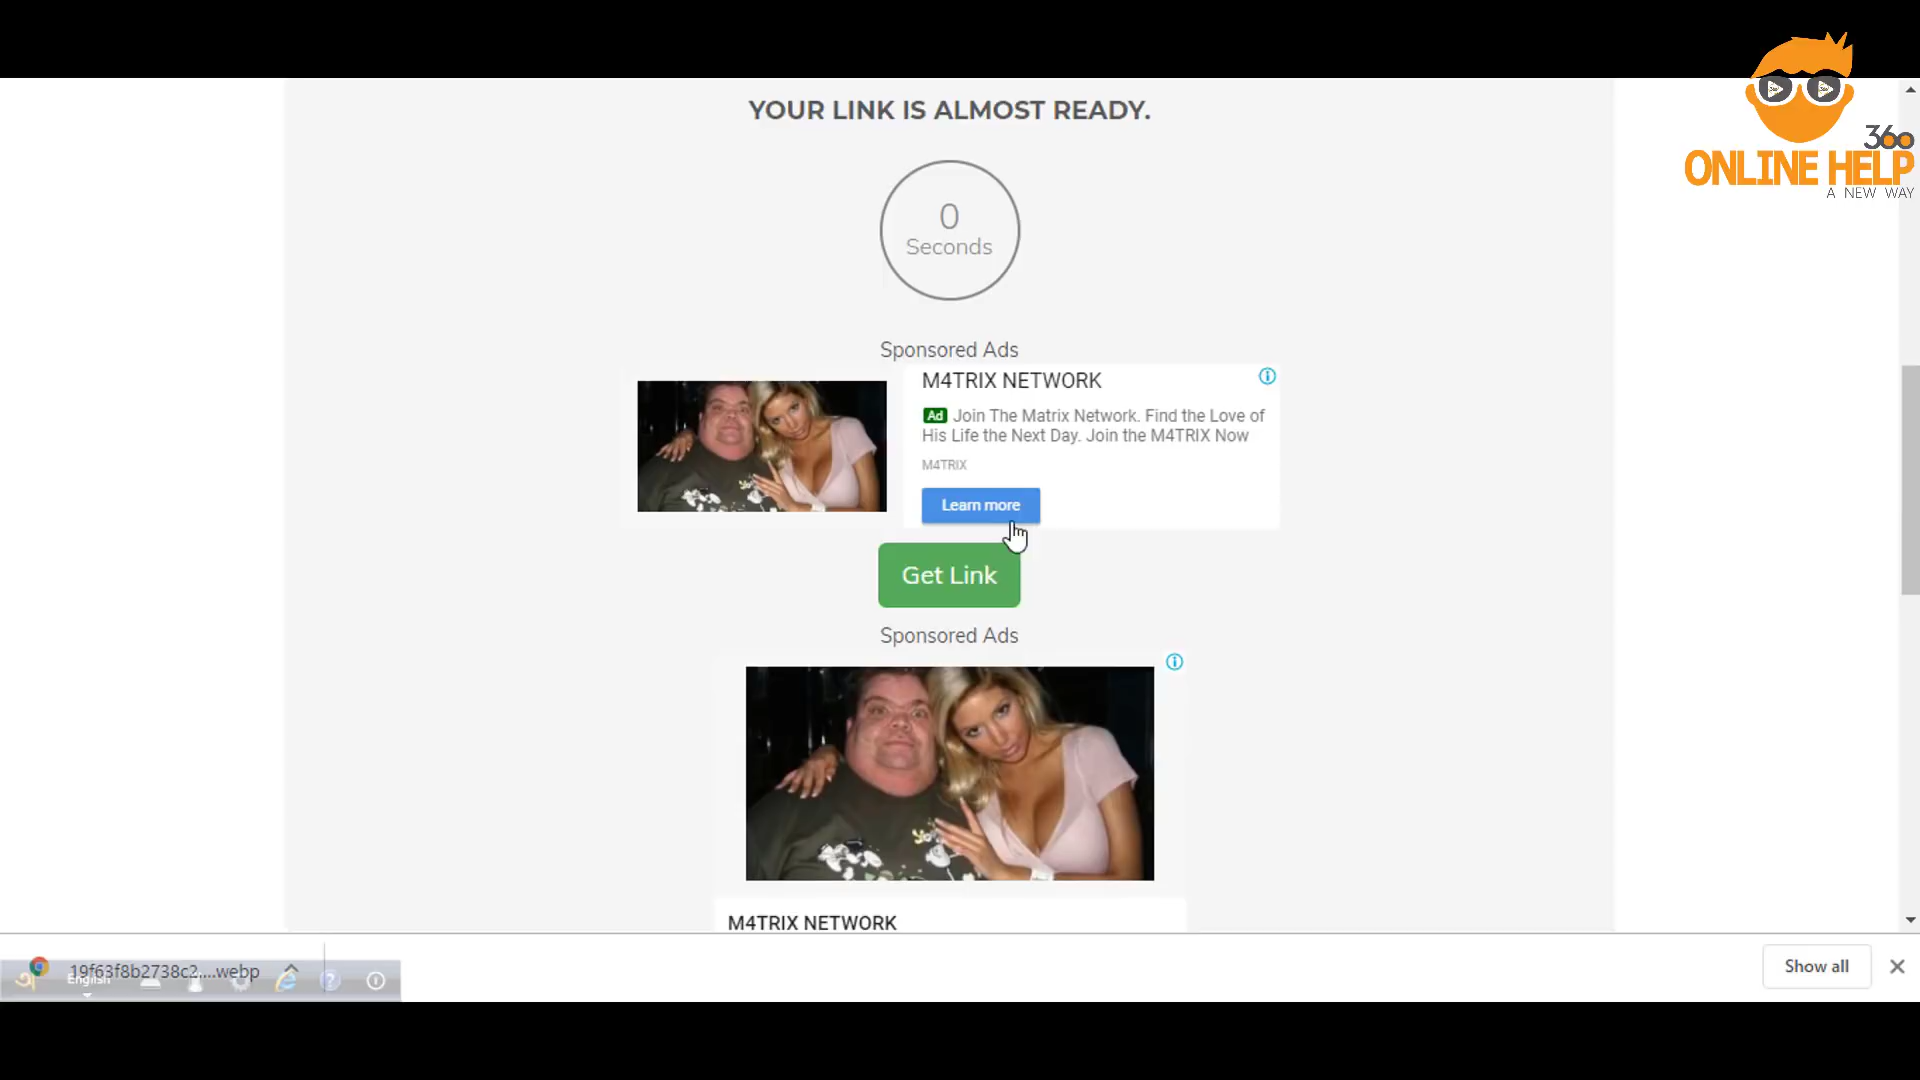 YOUR LINK IS ALMOST READY.
360
ONLINE HELP
A NEW WAY
0
Seconds
Sponsored Ads
M4TRIX NETWORK
Ad Join The Matrix Network. Find the Love of
His Life the Next Day. Join the M4TRIX Now
M4TRIX
Learn more
Get Link
Sponsored Ads
M4TRIX NETWORK
19f63f8b2738c2....webp
English
Show all